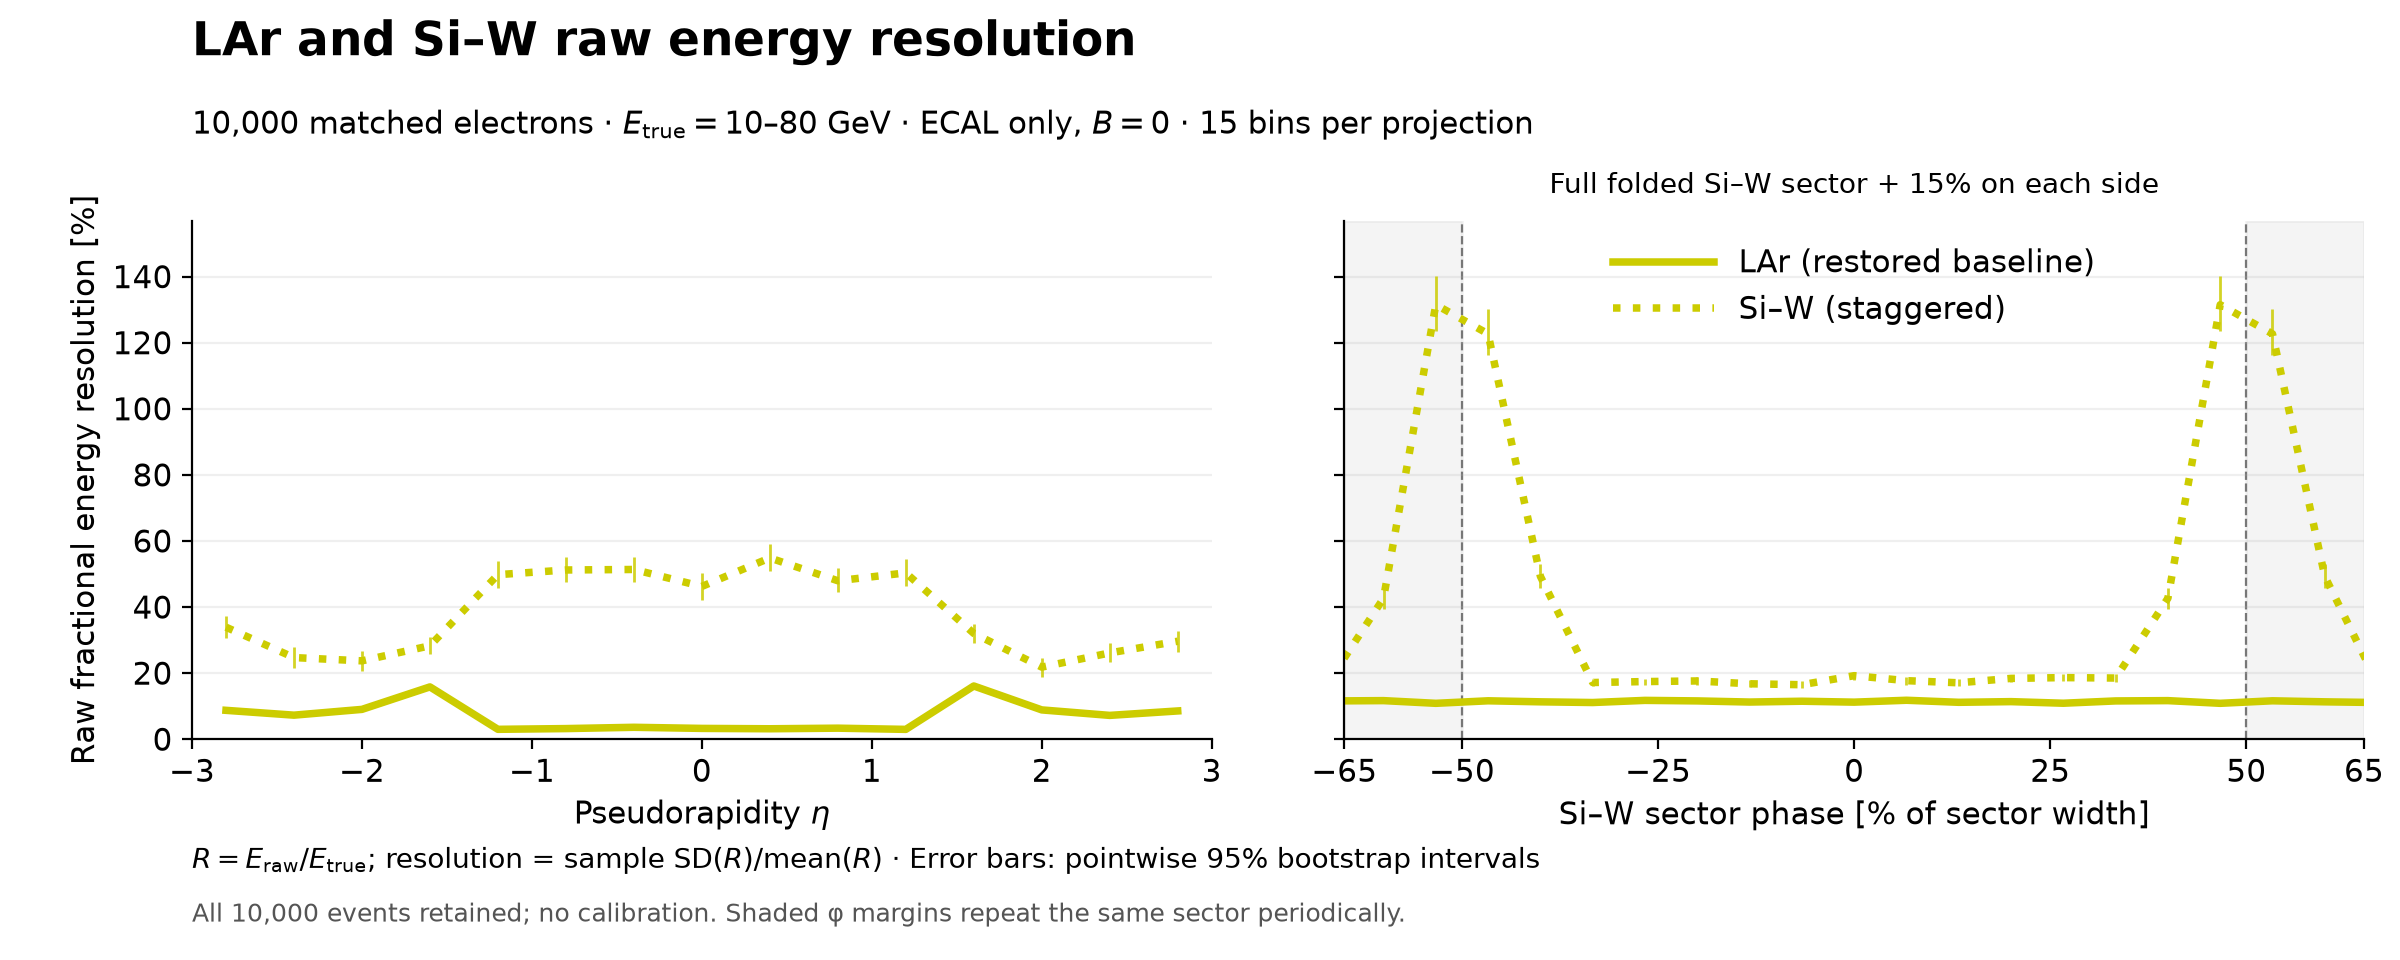 LAr and Si–W raw energy resolution
10,000 matched electrons · E_true = 10–80 GeV · ECAL only, B = 0 · 15 bins per projection
Full folded Si–W sector + 15% on each side
Raw fractional energy resolution [%]
140
120
100
80
60
40
20
0
−3
−2
−1
0
1
2
3
Pseudorapidity η
LAr (restored baseline)
Si–W (staggered)
−65
−50
−25
0
25
50
65
Si–W sector phase [% of sector width]
R = E_raw/E_true; resolution = sample SD(R)/mean(R) · Error bars: pointwise 95% bootstrap intervals
All 10,000 events retained; no calibration. Shaded φ margins repeat the same sector periodically.